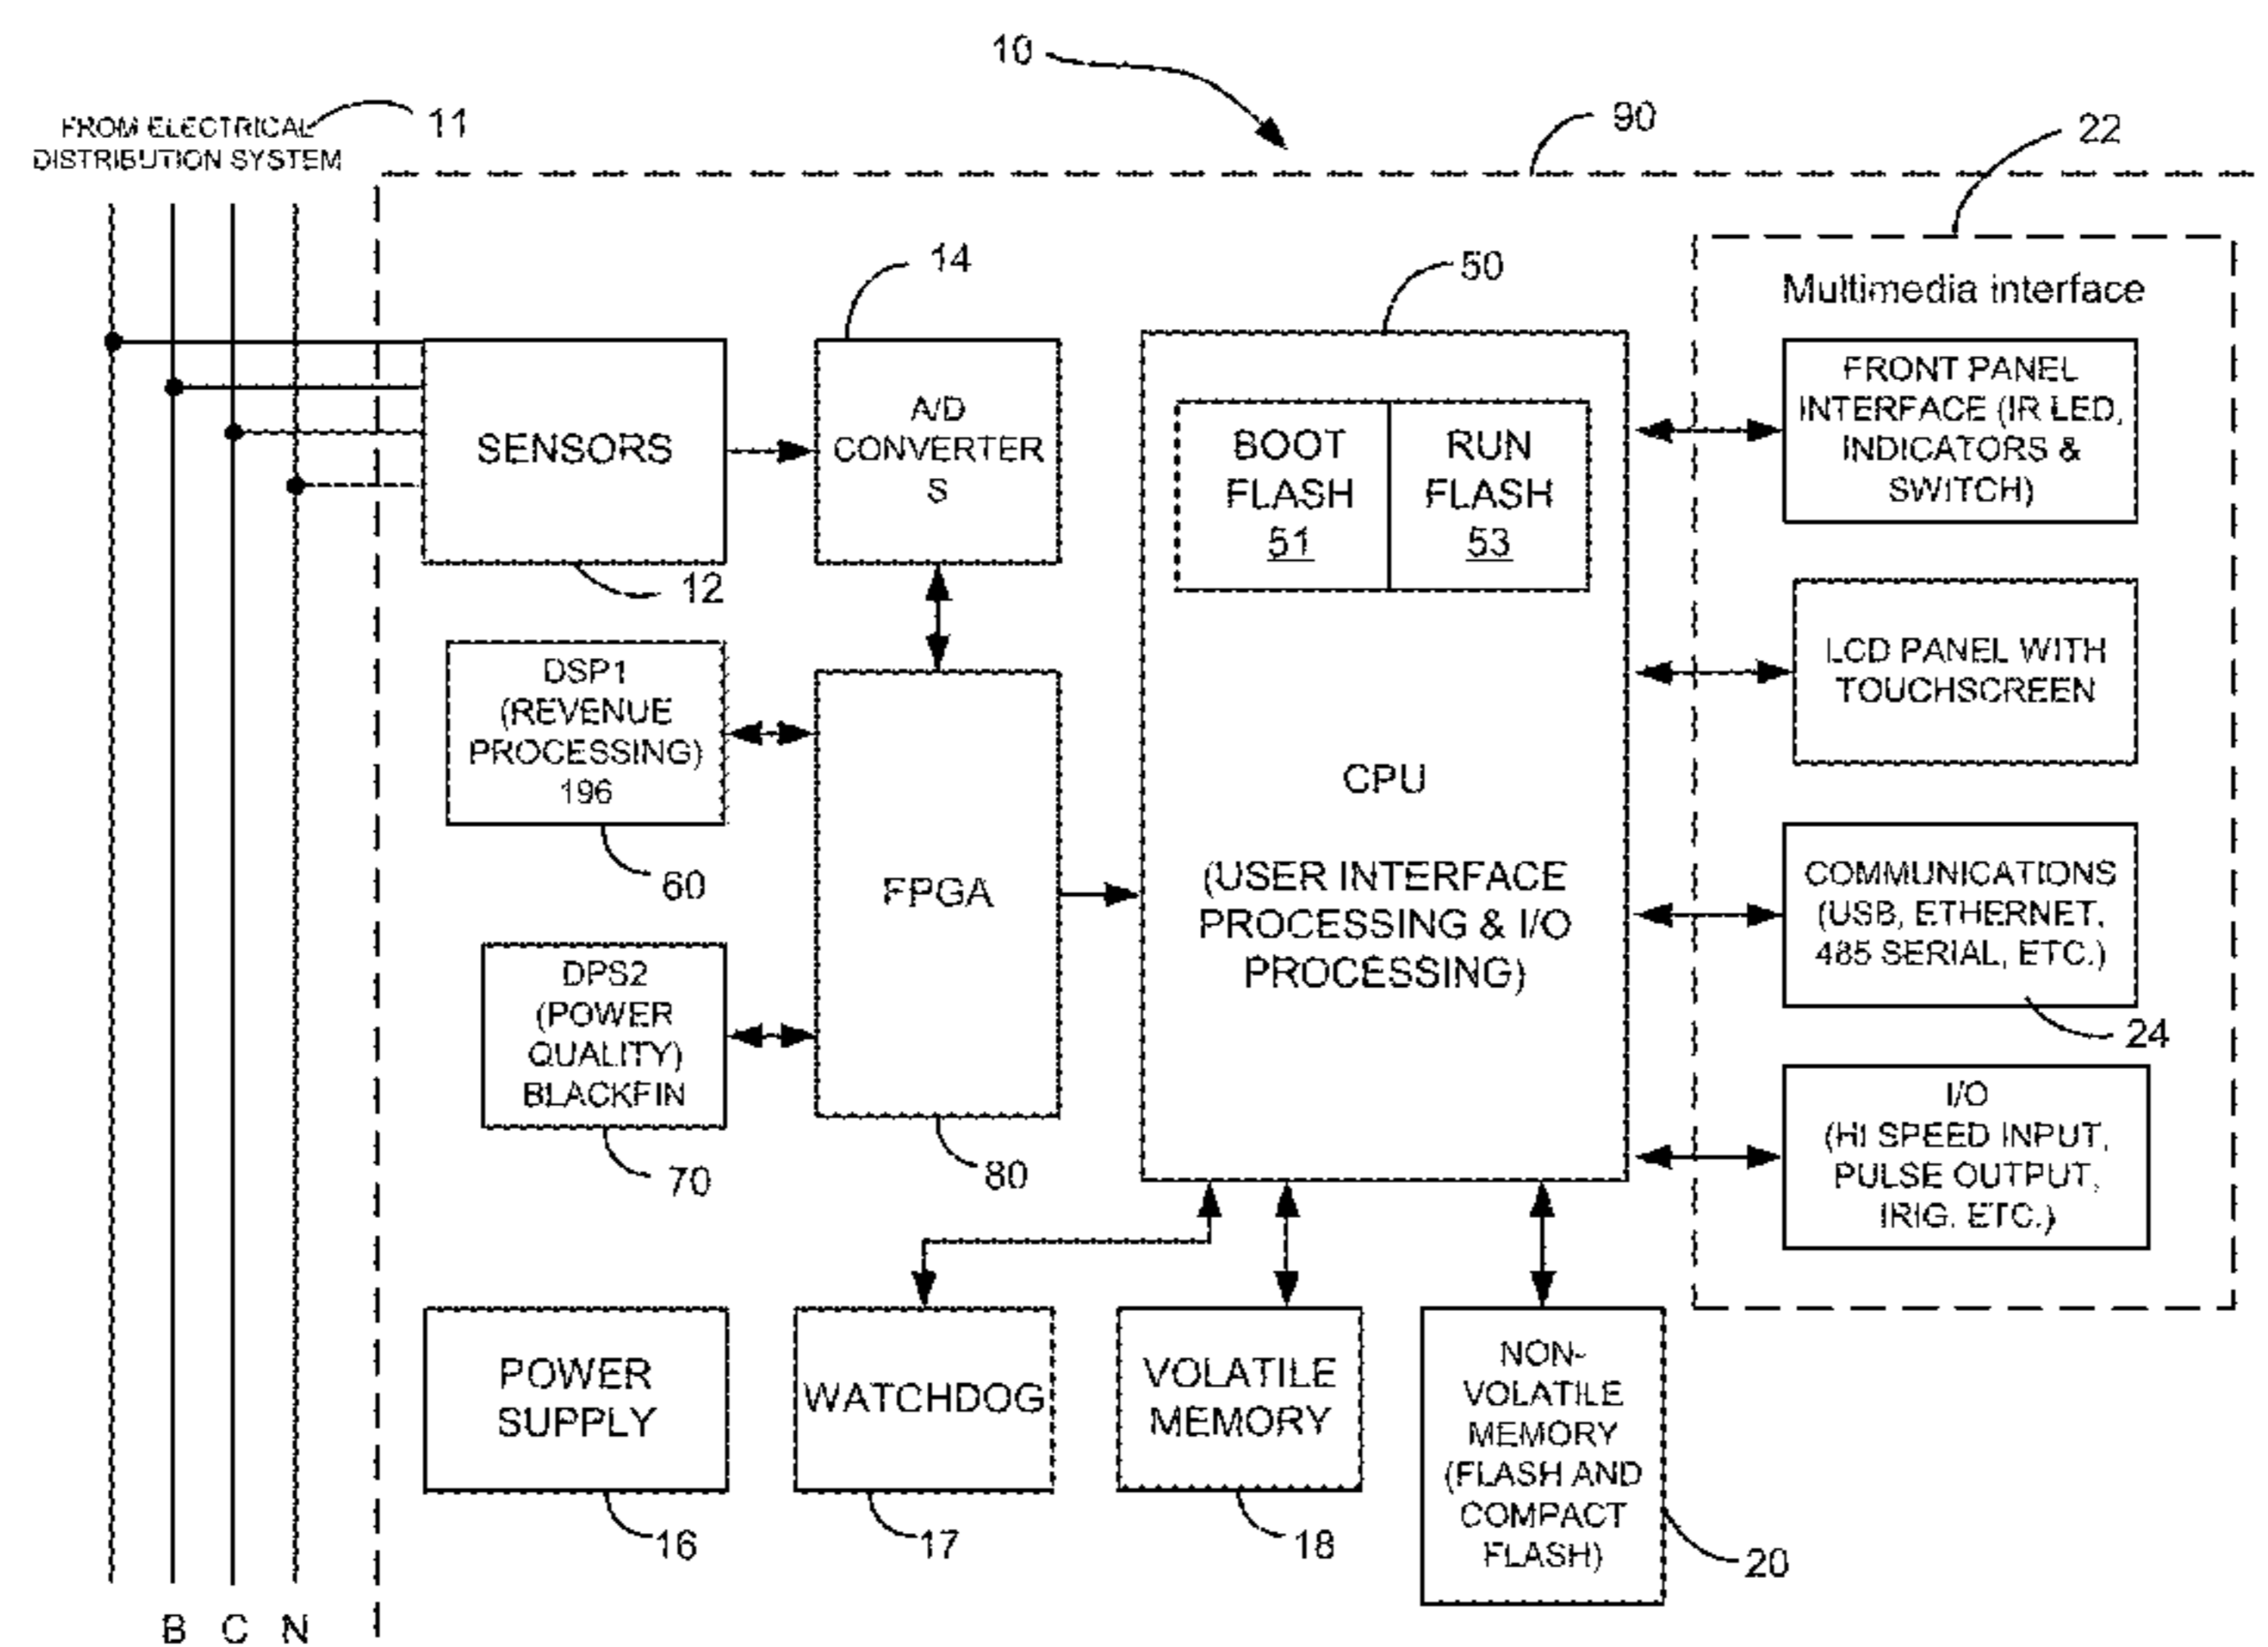 10
FROM ELECTRICAL
DISTRIBUTION SYSTEM
11
90
22
14
50
Multimedia interface
SENSORS
12
A/D
CONVERTER
S
BOOT
FLASH
51
RUN
FLASH
53
FRONT PANEL
INTERFACE (IR LED,
INDICATORS &
SWITCH)
DSP1
(REVENUE
PROCESSING)
196
60
FPGA
80
CPU
(USER INTERFACE
PROCESSING & I/O
PROCESSING)
LCD PANEL WITH
TOUCHSCREEN
COMMUNICATIONS
(USB, ETHERNET,
485 SERIAL, ETC.)
24
DPS2
(POWER
QUALITY)
BLACKFIN
70
I/O
(HI SPEED INPUT,
PULSE OUTPUT,
IRIG. ETC.)
POWER
SUPPLY
16
WATCHDOG
17
VOLATILE
MEMORY
18
NON-
VOLATILE
MEMORY
(FLASH AND
COMPACT
FLASH)
20
B C N